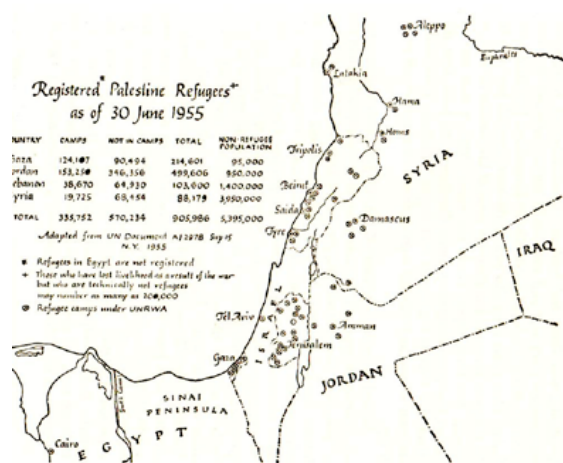 Registered* Palestine Refugees+
as of 30 June 1955
OUNTRY CAMPS NOT IN CAMPS TOTAL NON-REFUGEE POPULATION
Gaza 124,107 90,494 214,601 95,000
ordan 153,250 346,356 499,606 950,000
ebanon 38,670 64,930 103,600 1,400,000
yria 19,725 68,454 88,179 3,950,000
TOTAL 335,752 570,234 905,986 5,395,000
Adapted from UN Document A/2978 Sup 15
N.Y. 1955
* Refugees in Egypt are not registered
+ Those who have lost livelihood as a result of the war
but who are technically not refugees
may number as many as 200,000
Refugee camps under UNRWA
Aleppo
Euphrates
Latakia
Hama
Homs
Tripolis
SYRIA
Beirut
Saida
Damascus
Tyre
IRAQ
ISRAEL
Tel Aviv
Amman
Jerusalem
Gaza
JORDAN
SINAI
PENINSULA
EGYPT
Cairo